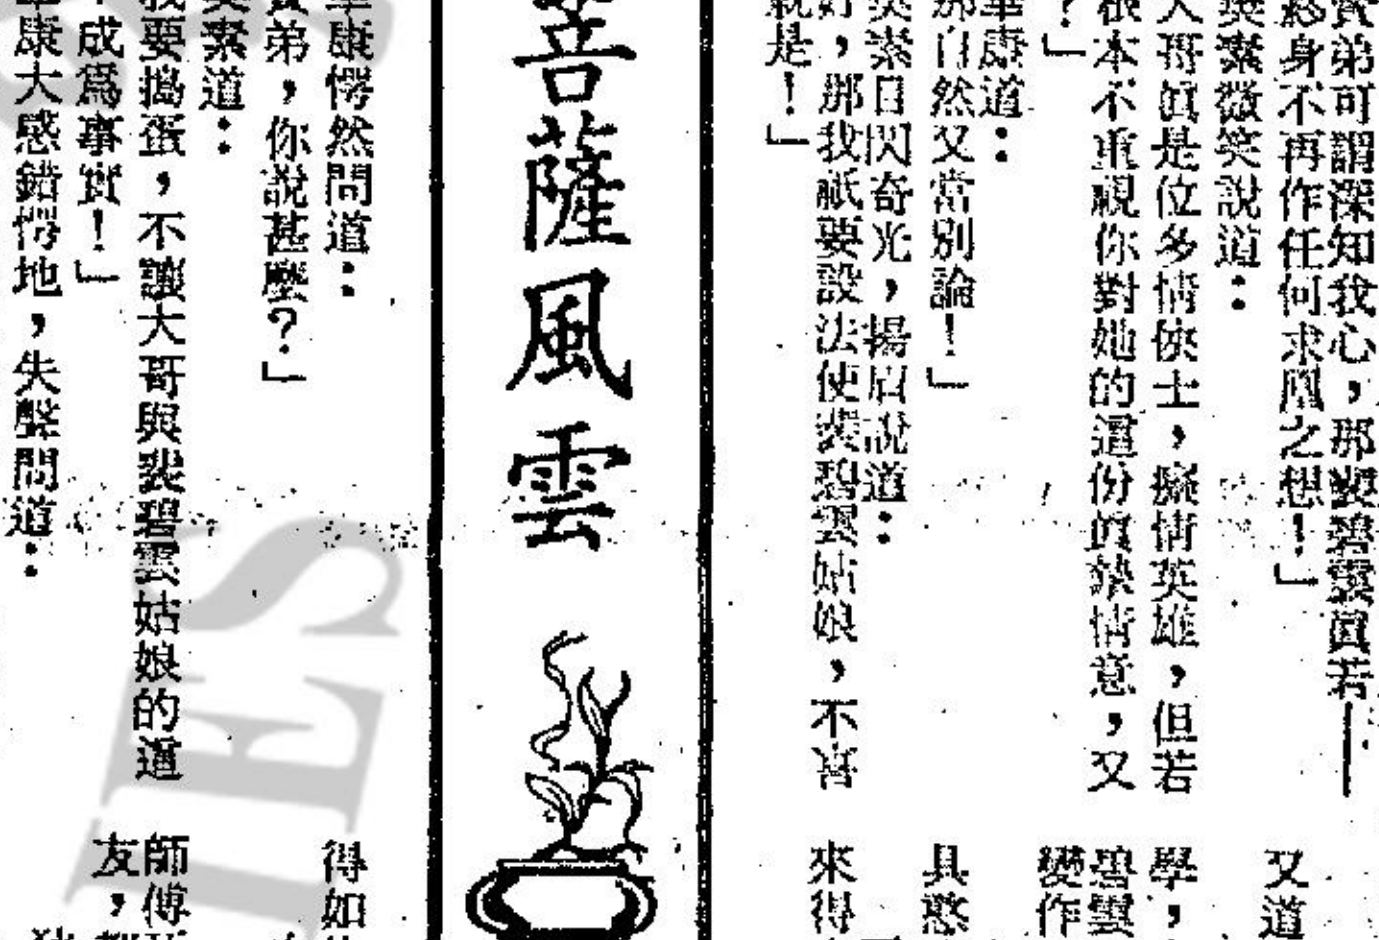 賢弟可謂深知我心，那裴碧雲眞若——
終身不再作任何求凰之想！」
奕素微笑說道：
大哥眞是位多情俠士，癡情英雄，但若
根本不重視你對她的這份眞摯情意，又
？」
華康道：
那自然又當別論！」
奕素目閃奇光，揚眉說道：
好，那我祇要設法使裴碧雲姑娘，不喜
就是！」
又道
學，
碧雲
變作
具憨
來得
菩薩風雲
華康愕然問道：
賢弟，你說甚麼？」
奕素道：
我要搗蛋，不讓大哥與裴碧雲姑娘的這
成爲事實！」
華康大感錯愕地，失聲問道：
得如
師傅
友，